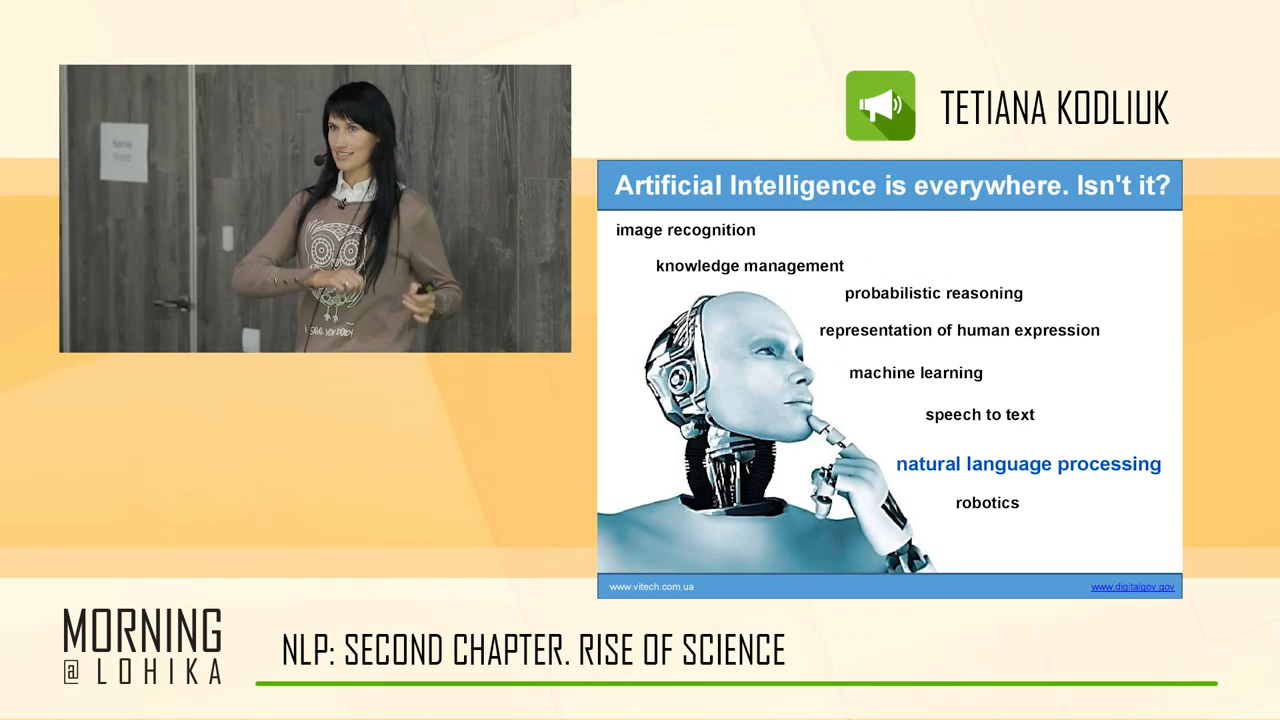 TETIANA KODLIUK
Artificial Intelligence is everywhere. Isn't it?
image recognition
knowledge management
probabilistic reasoning
representation of human expression
machine learning
speech to text
natural language processing
robotics
www.vitech.com.ua
www.digitalgov.gov
MORNING
@ LOHIKA
NLP: SECOND CHAPTER. RISE OF SCIENCE